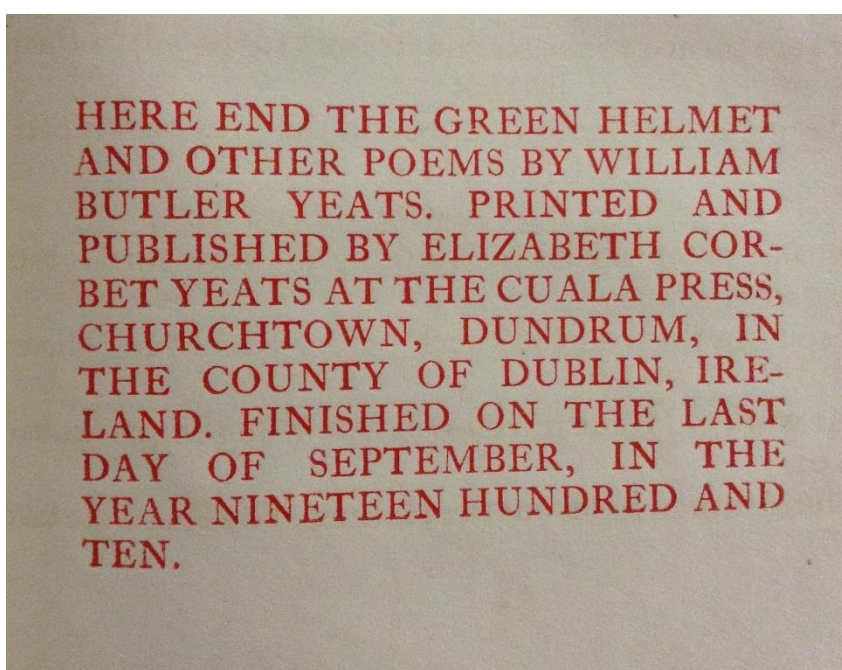 HERE END THE GREEN HELMET
AND OTHER POEMS BY WILLIAM
BUTLER YEATS. PRINTED AND
PUBLISHED BY ELIZABETH COR-
BET YEATS AT THE CUALA PRESS,
CHURCHTOWN, DUNDRUM, IN
THE COUNTY OF DUBLIN, IRE-
LAND. FINISHED ON THE LAST
DAY OF SEPTEMBER, IN THE
YEAR NINETEEN HUNDRED AND
TEN.